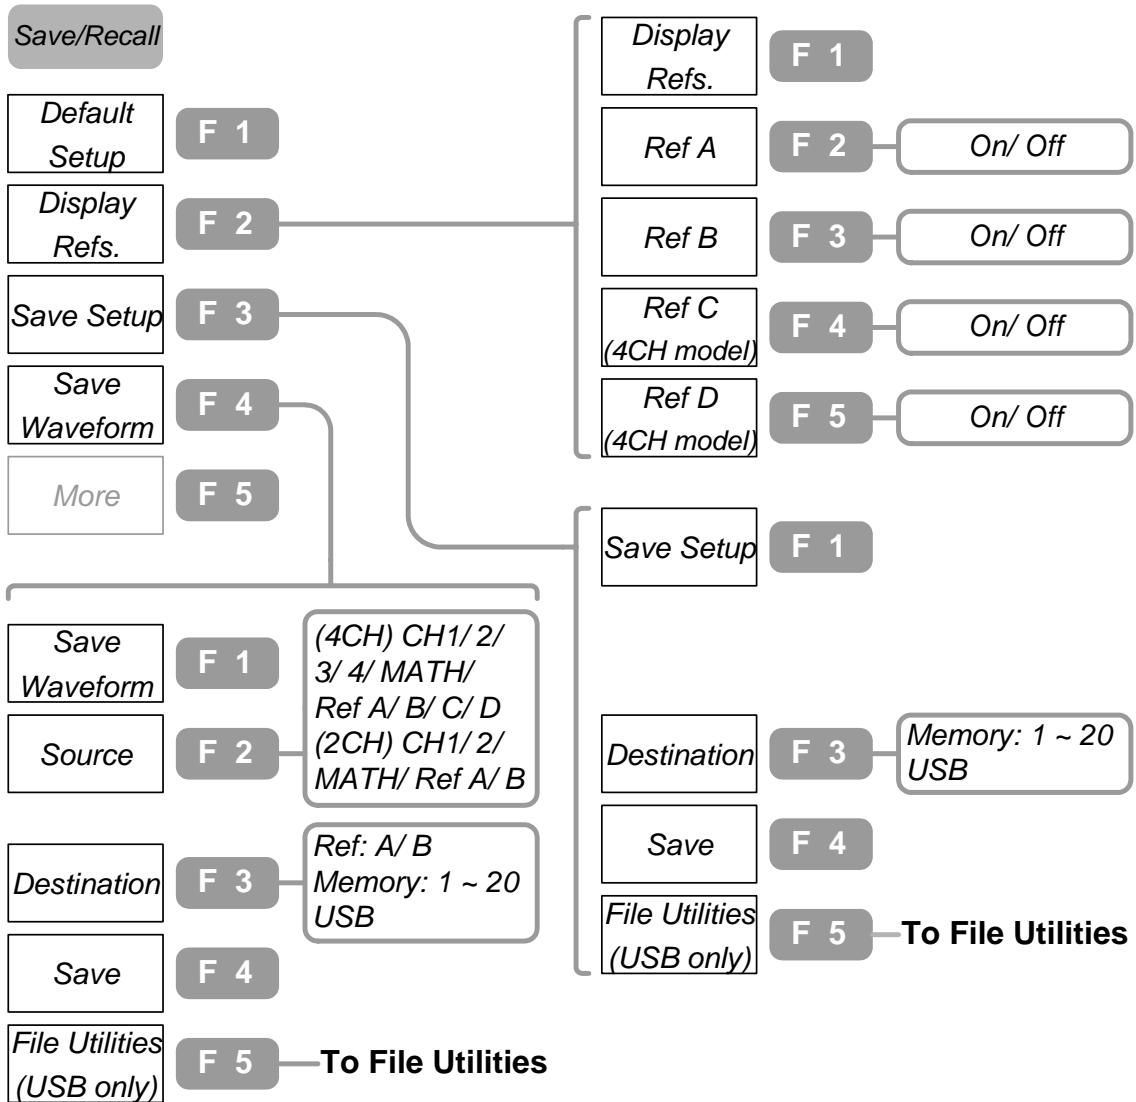 Save/Recall
Default
Setup
F 1
Display
Refs.
F 2
Save Setup
F 3
Save
Waveform
F 4
More
F 5
Display
Refs.
F 1
Ref A
F 2
On/ Off
Ref B
F 3
On/ Off
Ref C
(4CH model)
F 4
On/ Off
Ref D
(4CH model)
F 5
On/ Off
Save Setup
F 1
Destination
F 3
Memory: 1 ~ 20
USB
Save
F 4
File Utilities
(USB only)
F 5
To File Utilities
Save
Waveform
F 1
Source
F 2
(4CH) CH1/ 2/
3/ 4/ MATH/
Ref A/ B/ C/ D
(2CH) CH1/ 2/
MATH/ Ref A/ B
Destination
F 3
Ref: A/ B
Memory: 1 ~ 20
USB
Save
F 4
File Utilities
(USB only)
F 5
To File Utilities